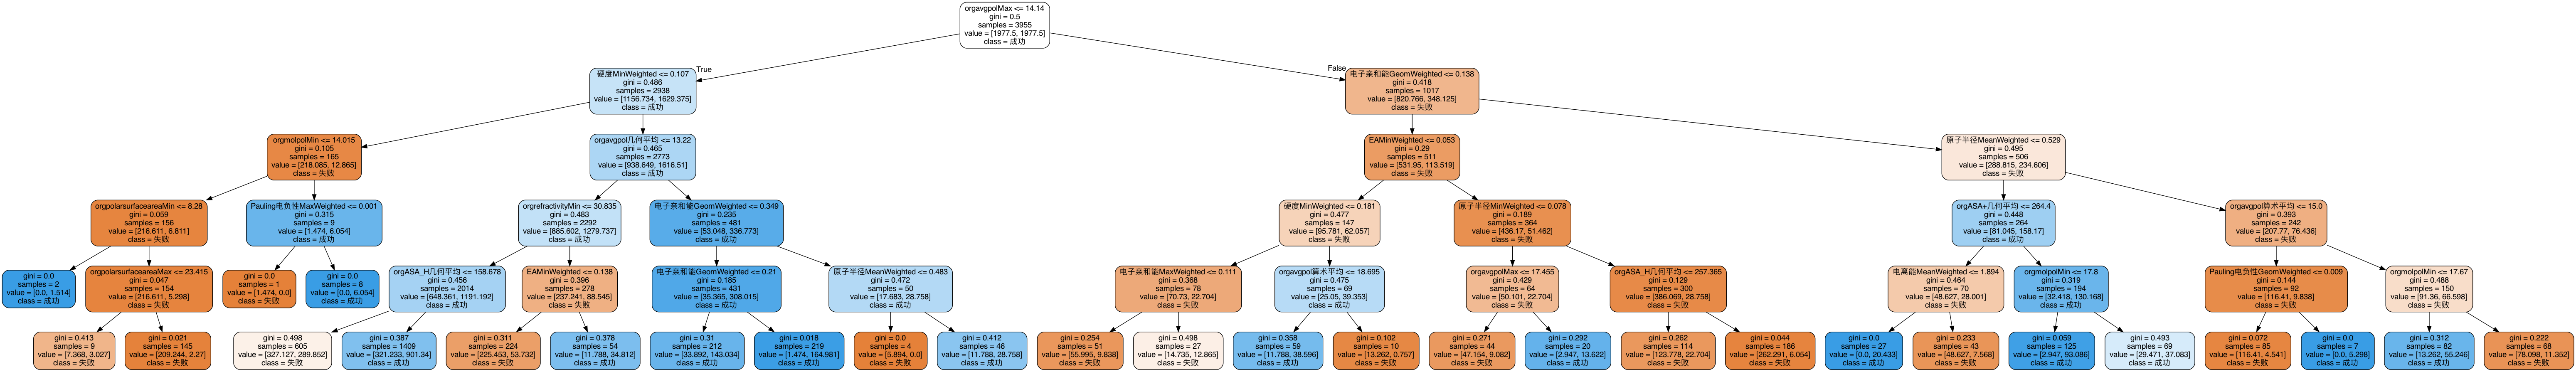 orgavgpolMax <= 14.14
gini = 0.5
samples = 3955
value = [1977.5, 1977.5]
class = 成功
True
False
硬度MinWeighted <= 0.107
gini = 0.486
samples = 2938
value = [1156.734, 1629.375]
class = 成功
电子亲和能GeomWeighted <= 0.138
gini = 0.418
samples = 1017
value = [820.766, 348.125]
class = 失败
orgmolpolMin <= 14.015
gini = 0.105
samples = 165
value = [218.085, 12.865]
class = 失败
orgavgpol几何平均 <= 13.22
gini = 0.465
samples = 2773
value = [938.649, 1616.51]
class = 成功
EAMinWeighted <= 0.053
gini = 0.29
samples = 511
value = [531.95, 113.519]
class = 失败
原子半径MeanWeighted <= 0.529
gini = 0.495
samples = 506
value = [288.815, 234.606]
class = 失败
orgpolarsurfaceareaMin <= 8.28
gini = 0.059
samples = 156
value = [216.611, 6.811]
class = 失败
Pauling电负性MaxWeighted <= 0.001
gini = 0.315
samples = 9
value = [1.474, 6.054]
class = 成功
orgrefractivityMin <= 30.835
gini = 0.483
samples = 2292
value = [885.602, 1279.737]
class = 成功
电子亲和能GeomWeighted <= 0.349
gini = 0.235
samples = 481
value = [53.048, 336.773]
class = 成功
硬度MinWeighted <= 0.181
gini = 0.477
samples = 147
value = [95.781, 62.057]
class = 失败
原子半径MinWeighted <= 0.078
gini = 0.189
samples = 364
value = [436.17, 51.462]
class = 失败
orgASA+几何平均 <= 264.4
gini = 0.448
samples = 264
value = [81.045, 158.17]
class = 成功
orgavgpol算术平均 <= 15.0
gini = 0.393
samples = 242
value = [207.77, 76.436]
class = 失败
gini = 0.0
samples = 2
value = [0.0, 1.514]
class = 成功
orgpolarsurfaceareaMax <= 23.415
gini = 0.047
samples = 154
value = [216.611, 5.298]
class = 失败
gini = 0.0
samples = 1
value = [1.474, 0.0]
class = 失败
gini = 0.0
samples = 8
value = [0.0, 6.054]
class = 成功
orgASA_H几何平均 <= 158.678
gini = 0.456
samples = 2014
value = [648.361, 1191.192]
class = 成功
EAMinWeighted <= 0.138
gini = 0.396
samples = 278
value = [237.241, 88.545]
class = 失败
电子亲和能GeomWeighted <= 0.21
gini = 0.185
samples = 431
value = [35.365, 308.015]
class = 成功
原子半径MeanWeighted <= 0.483
gini = 0.472
samples = 50
value = [17.683, 28.758]
class = 成功
电子亲和能MaxWeighted <= 0.111
gini = 0.368
samples = 78
value = [70.73, 22.704]
class = 失败
orgavgpol算术平均 <= 18.695
gini = 0.475
samples = 69
value = [25.05, 39.353]
class = 成功
orgavgpolMax <= 17.455
gini = 0.429
samples = 64
value = [50.101, 22.704]
class = 失败
orgASA_H几何平均 <= 257.365
gini = 0.129
samples = 300
value = [386.069, 28.758]
class = 失败
电离能MeanWeighted <= 1.894
gini = 0.464
samples = 70
value = [48.627, 28.001]
class = 失败
orgmolpolMin <= 17.8
gini = 0.319
samples = 194
value = [32.418, 130.168]
class = 成功
Pauling电负性GeomWeighted <= 0.009
gini = 0.144
samples = 92
value = [116.41, 9.838]
class = 失败
orgmolpolMin <= 17.67
gini = 0.488
samples = 150
value = [91.36, 66.598]
class = 失败
gini = 0.413
samples = 9
value = [7.368, 3.027]
class = 失败
gini = 0.021
samples = 145
value = [209.244, 2.27]
class = 失败
gini = 0.498
samples = 605
value = [327.127, 289.852]
class = 失败
gini = 0.387
samples = 1409
value = [321.233, 901.34]
class = 成功
gini = 0.311
samples = 224
value = [225.453, 53.732]
class = 失败
gini = 0.378
samples = 54
value = [11.788, 34.812]
class = 成功
gini = 0.31
samples = 212
value = [33.892, 143.034]
class = 成功
gini = 0.018
samples = 219
value = [1.474, 164.981]
class = 成功
gini = 0.0
samples = 4
value = [5.894, 0.0]
class = 失败
gini = 0.412
samples = 46
value = [11.788, 28.758]
class = 成功
gini = 0.254
samples = 51
value = [55.995, 9.838]
class = 失败
gini = 0.498
samples = 27
value = [14.735, 12.865]
class = 失败
gini = 0.358
samples = 59
value = [11.788, 38.596]
class = 成功
gini = 0.102
samples = 10
value = [13.262, 0.757]
class = 失败
gini = 0.271
samples = 44
value = [47.154, 9.082]
class = 失败
gini = 0.292
samples = 20
value = [2.947, 13.622]
class = 成功
gini = 0.262
samples = 114
value = [123.778, 22.704]
class = 失败
gini = 0.044
samples = 186
value = [262.291, 6.054]
class = 失败
gini = 0.0
samples = 27
value = [0.0, 20.433]
class = 成功
gini = 0.233
samples = 43
value = [48.627, 7.568]
class = 失败
gini = 0.059
samples = 125
value = [2.947, 93.086]
class = 成功
gini = 0.493
samples = 69
value = [29.471, 37.083]
class = 成功
gini = 0.072
samples = 85
value = [116.41, 4.541]
class = 失败
gini = 0.0
samples = 7
value = [0.0, 5.298]
class = 成功
gini = 0.312
samples = 82
value = [13.262, 55.246]
class = 成功
gini = 0.222
samples = 68
value = [78.098, 11.352]
class = 失败